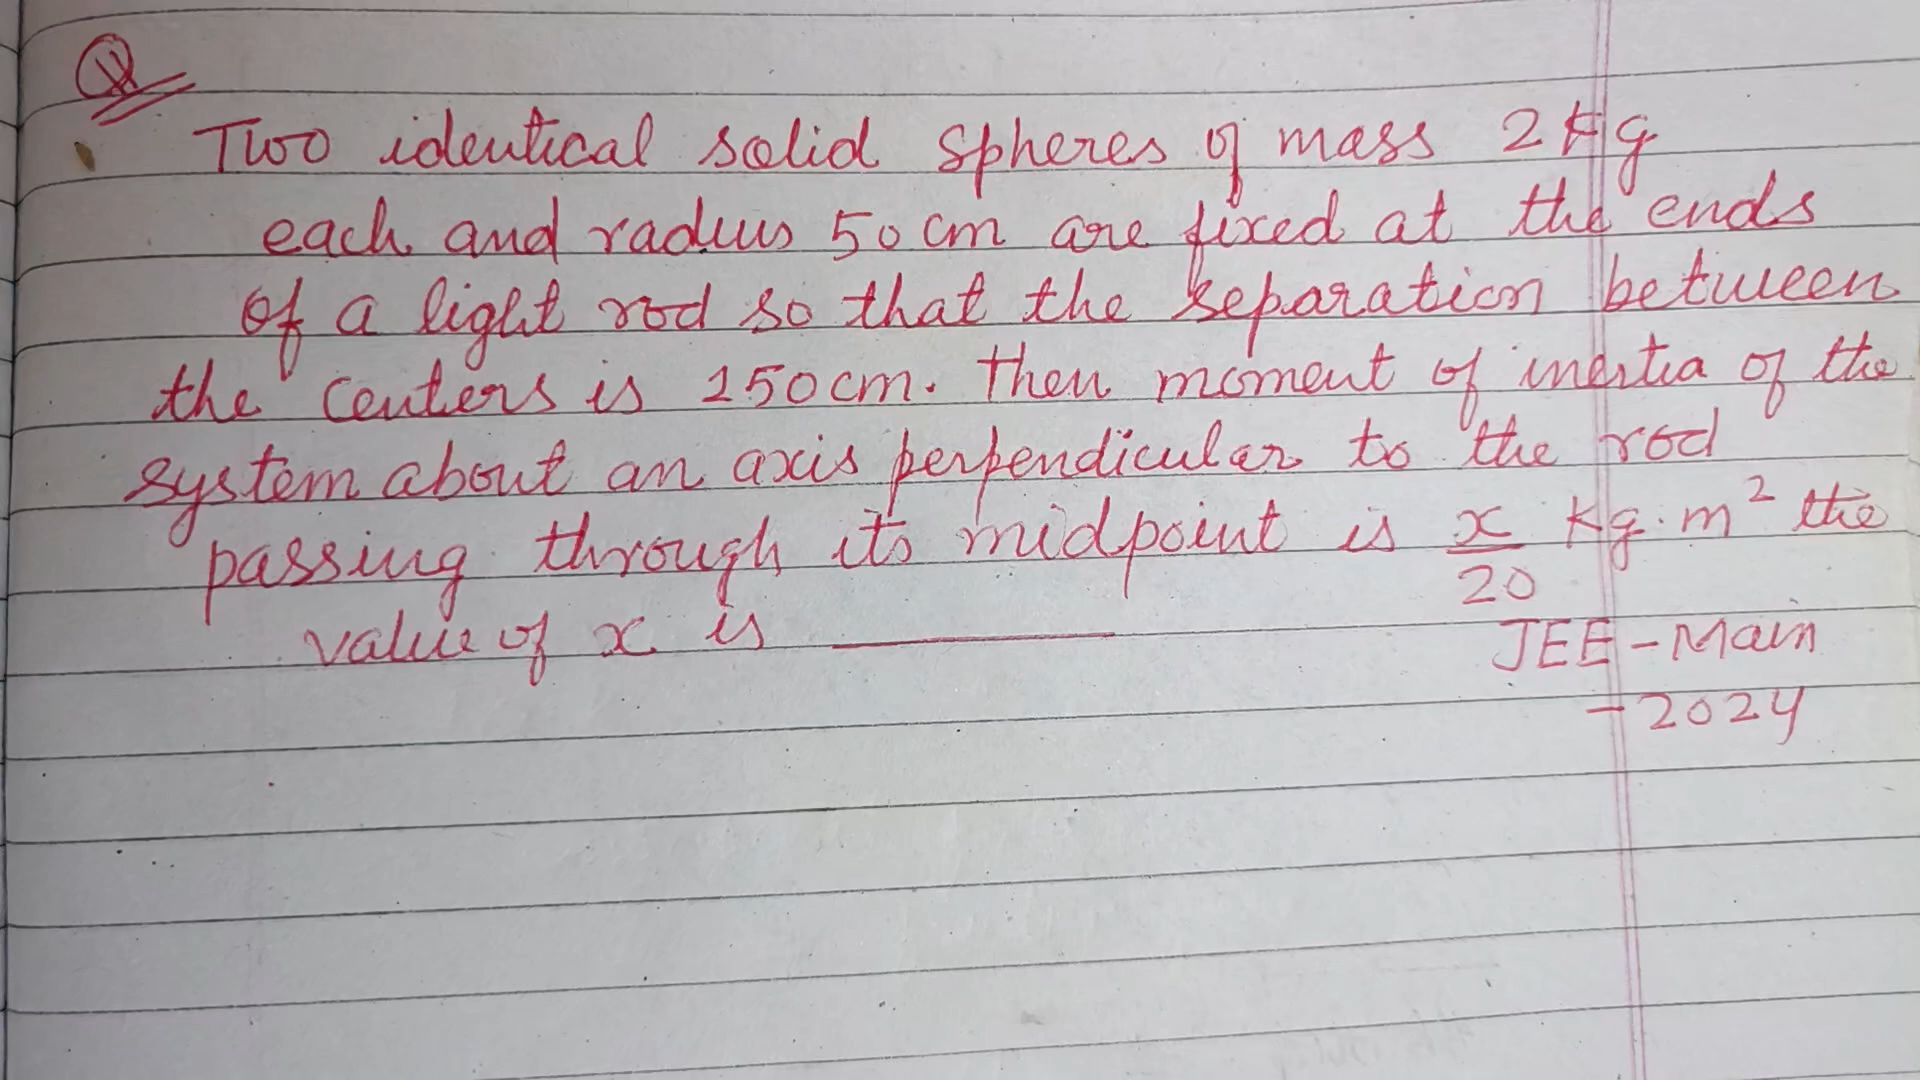 Q
Two identical solid spheres of mass 2 Kg
each and radius 50 cm are fixed at the ends
of a light rod so that the separation between
the centers is 150 cm. Then moment of inertia of the
system about an axis perpendicular to the rod
passing through its midpoint is x/20 Kg.m² the
value of x is ______
JEE - Main
- 2024